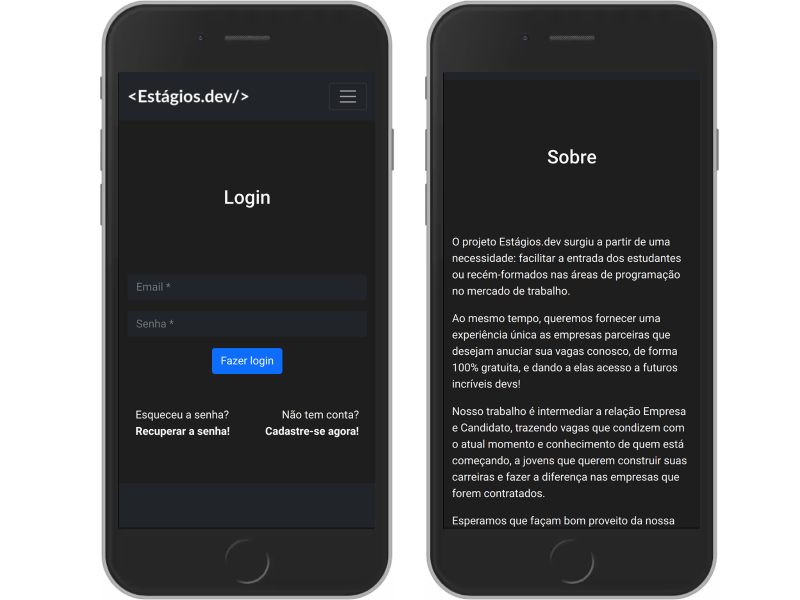 <Estágios.dev/>
Login
Email *
Senha *
Fazer login
Esqueceu a senha?
Recuperar a senha!
Não tem conta?
Cadastre-se agora!
Sobre
O projeto Estágios.dev surgiu a partir de uma
necessidade: facilitar a entrada dos estudantes
ou recém-formados nas áreas de programação
no mercado de trabalho.
Ao mesmo tempo, queremos fornecer uma
experiência única as empresas parceiras que
desejam anuciar sua vagas conosco, de forma
100% gratuita, e dando a elas acesso a futuros
incríveis devs!
Nosso trabalho é intermediar a relação Empresa
e Candidato, trazendo vagas que condizem com
o atual momento e conhecimento de quem está
começando, a jovens que querem construir suas
carreiras e fazer a diferença nas empresas que
forem contratados.
Esperamos que façam bom proveito da nossa